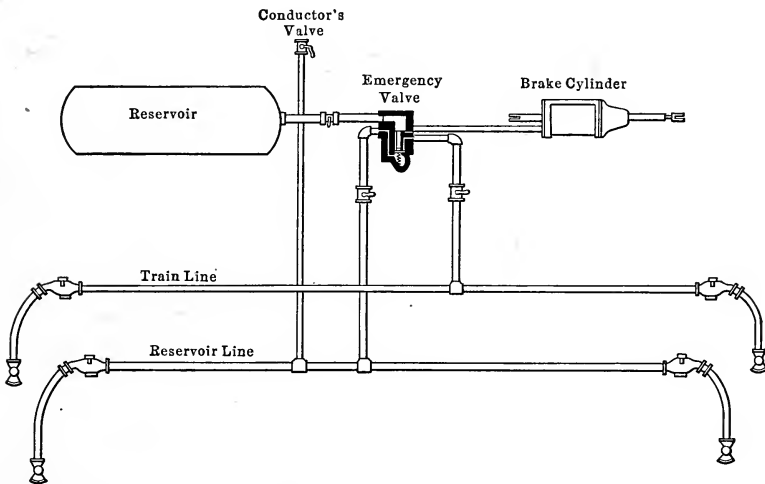 Conductor's
Valve
Emergency
Valve
Brake Cylinder
Reservoir
Train Line
Reservoir Line